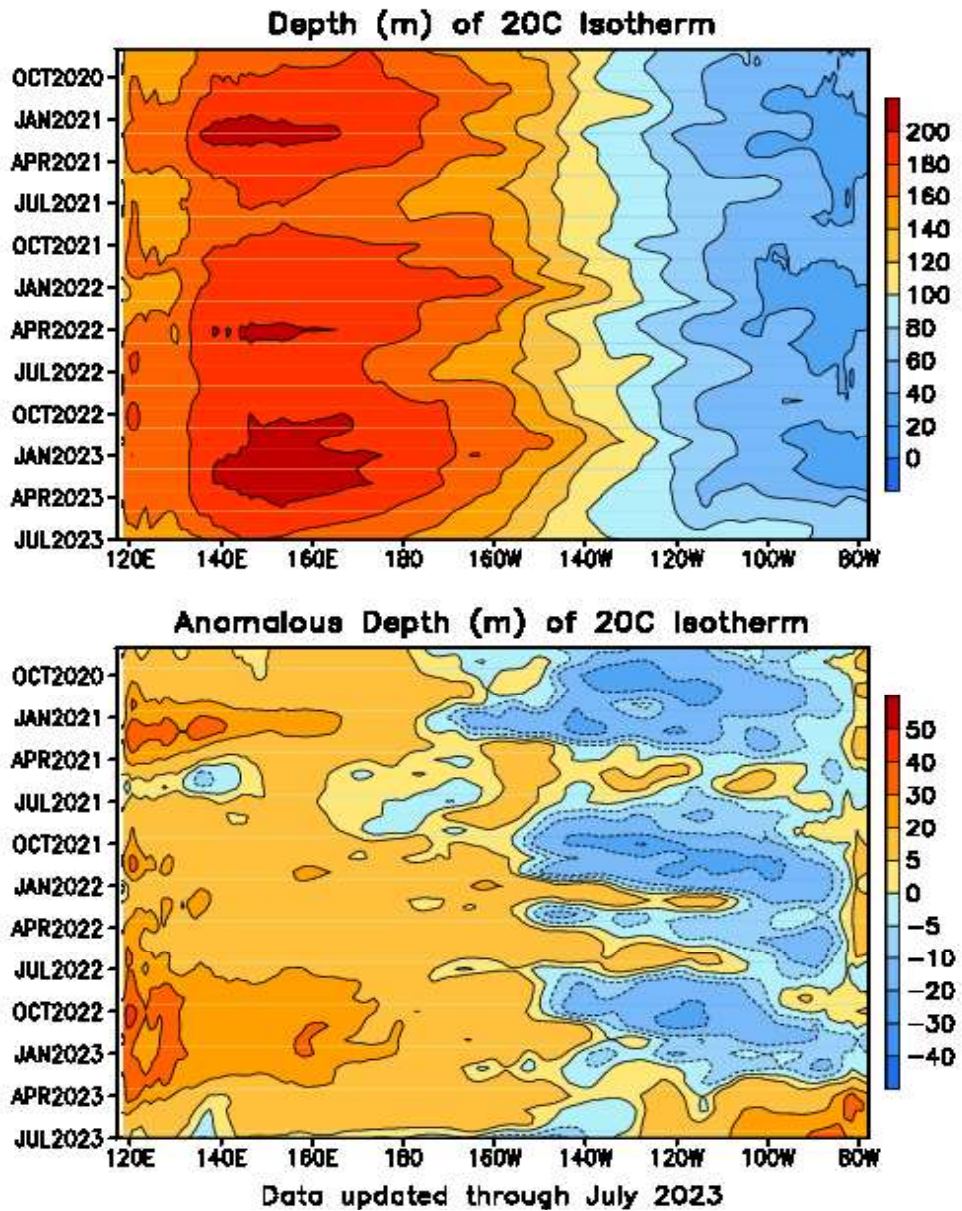 Depth (m) of 20C Isotherm
OCT2020
JAN2021
APR2021
JUL2021
OCT2021
JAN2022
APR2022
JUL2022
OCT2022
JAN2023
APR2023
JUL2023
120E 140E 160E 180 160W 140W 120W 100W 80W
200
180
160
140
120
100
80
60
40
20
0
Anomalous Depth (m) of 20C Isotherm
OCT2020
JAN2021
APR2021
JUL2021
OCT2021
JAN2022
APR2022
JUL2022
OCT2022
JAN2023
APR2023
JUL2023
120E 140E 160E 180 160W 140W 120W 100W 80W
50
40
30
20
5
0
-5
-10
-20
-30
-40
Data updated through July 2023